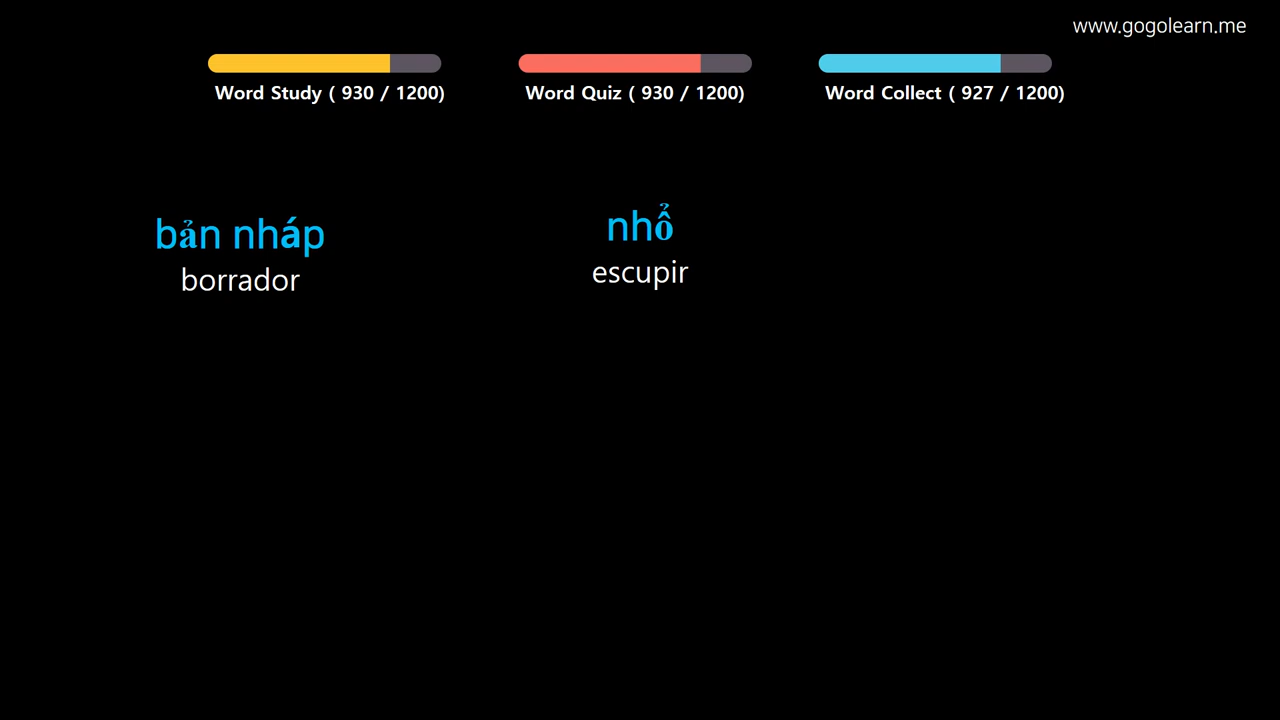 www.gogolearn.me
Word Study ( 930 / 1200)
Word Quiz ( 930 / 1200)
Word Collect ( 927 / 1200)
bản nháp
borrador
nhổ
escupir